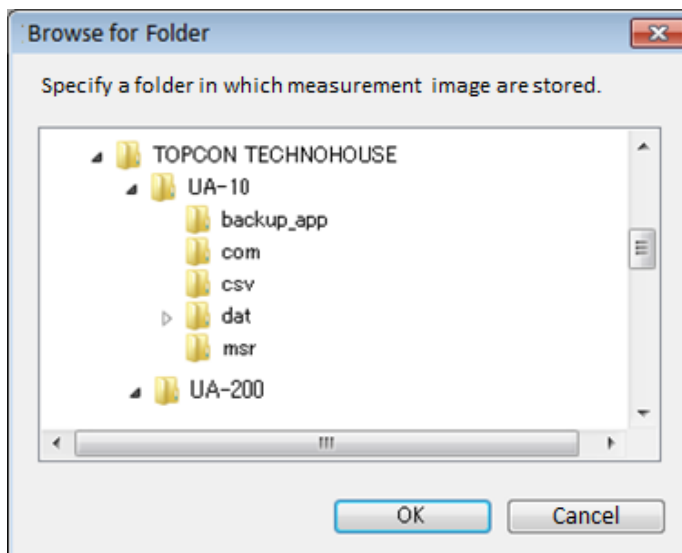 Browse for Folder
Specify a folder in which measurement image are stored.
TOPCON TECHNOHOUSE
UA-10
backup_app
com
csv
dat
msr
UA-200
OK
Cancel